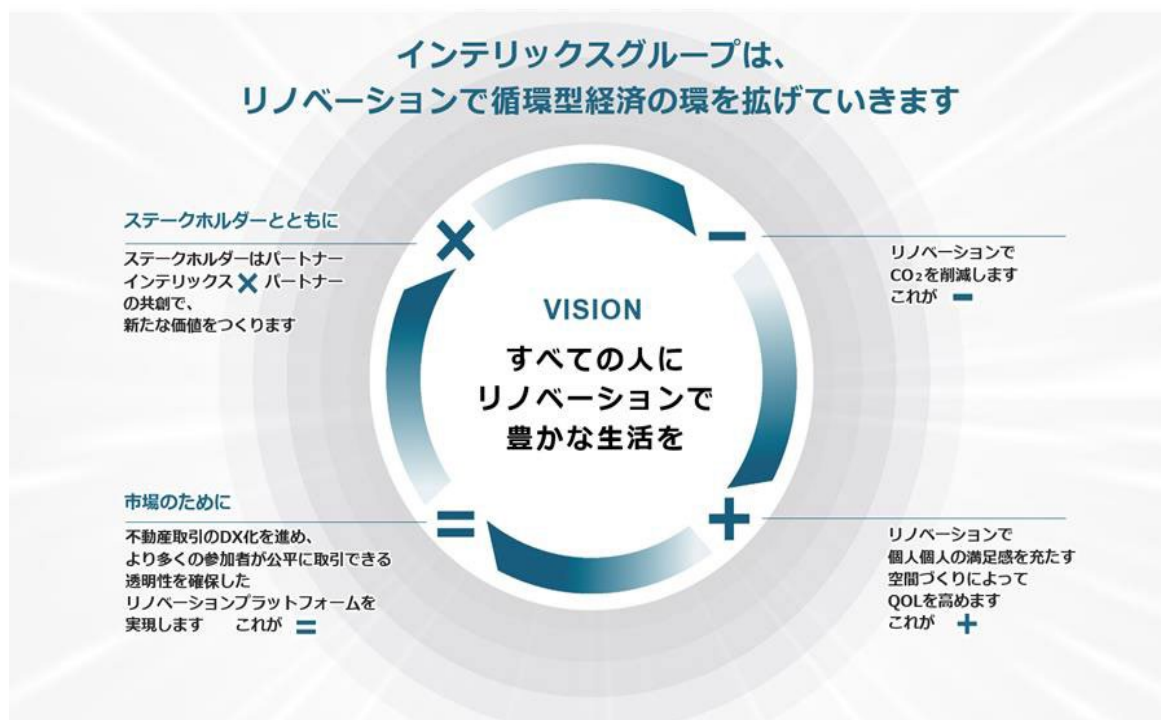 インテリックスグループは、
リノベーションで循環型経済の環を拡げていきます
ステークホルダーとともに
ステークホルダーはパートナー
インテリックス × パートナー
の共創で、
新たな価値をつくります
×
−
リノベーションで
CO₂を削減します
これが −
VISION
すべての人に
リノベーションで
豊かな生活を
市場のために
不動産取引のDX化を進め、
より多くの参加者が公平に取引できる
透明性を確保した
リノベーションプラットフォームを
実現します これが =
=
+
リノベーションで
個人個人の満足感を充たす
空間づくりによって
QOLを高めます
これが +